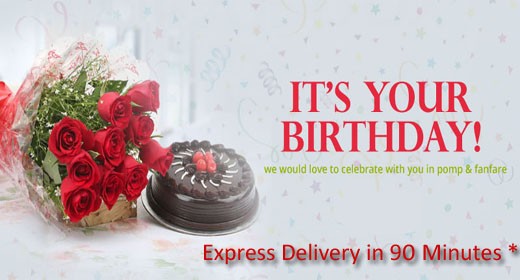 IT'S YOUR
BIRTHDAY!
we would love to celebrate with you in pomp & fanfare
Express Delivery in 90 Minutes *